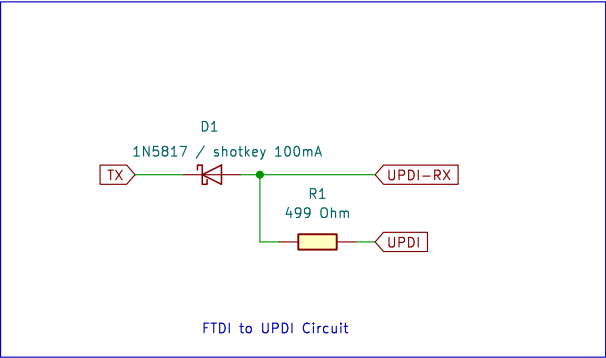 D1
1N5817 / shotkey 100mA
TX
UPDI-RX
R1
499 Ohm
UPDI
FTDI to UPDI Circuit